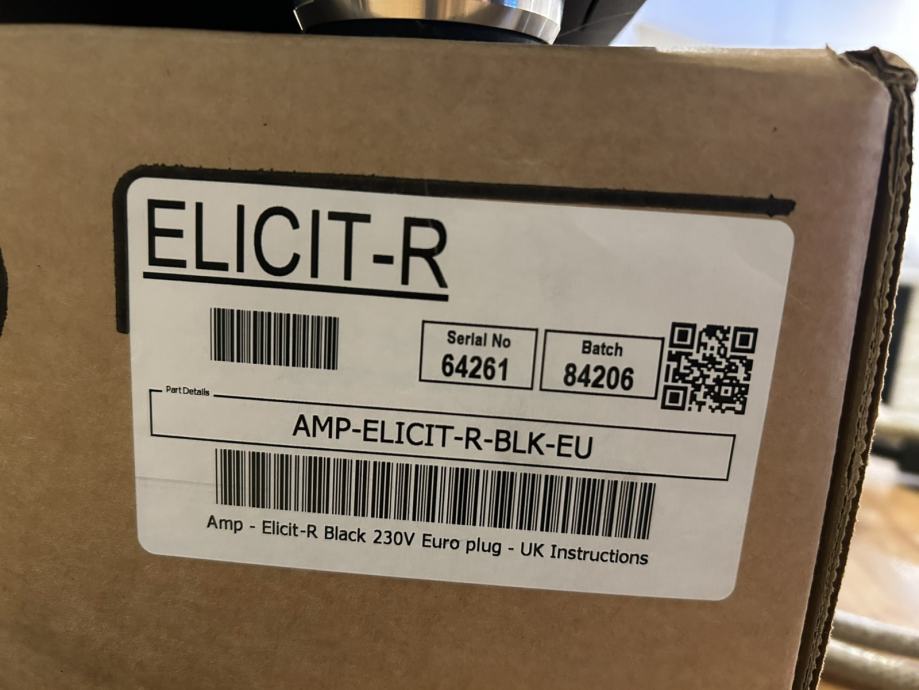 ELICIT-R
Serial No
64261
Batch
84206
Part Details
AMP-ELICIT-R-BLK-EU
Amp - Elicit-R Black 230V Euro plug - UK Instructions